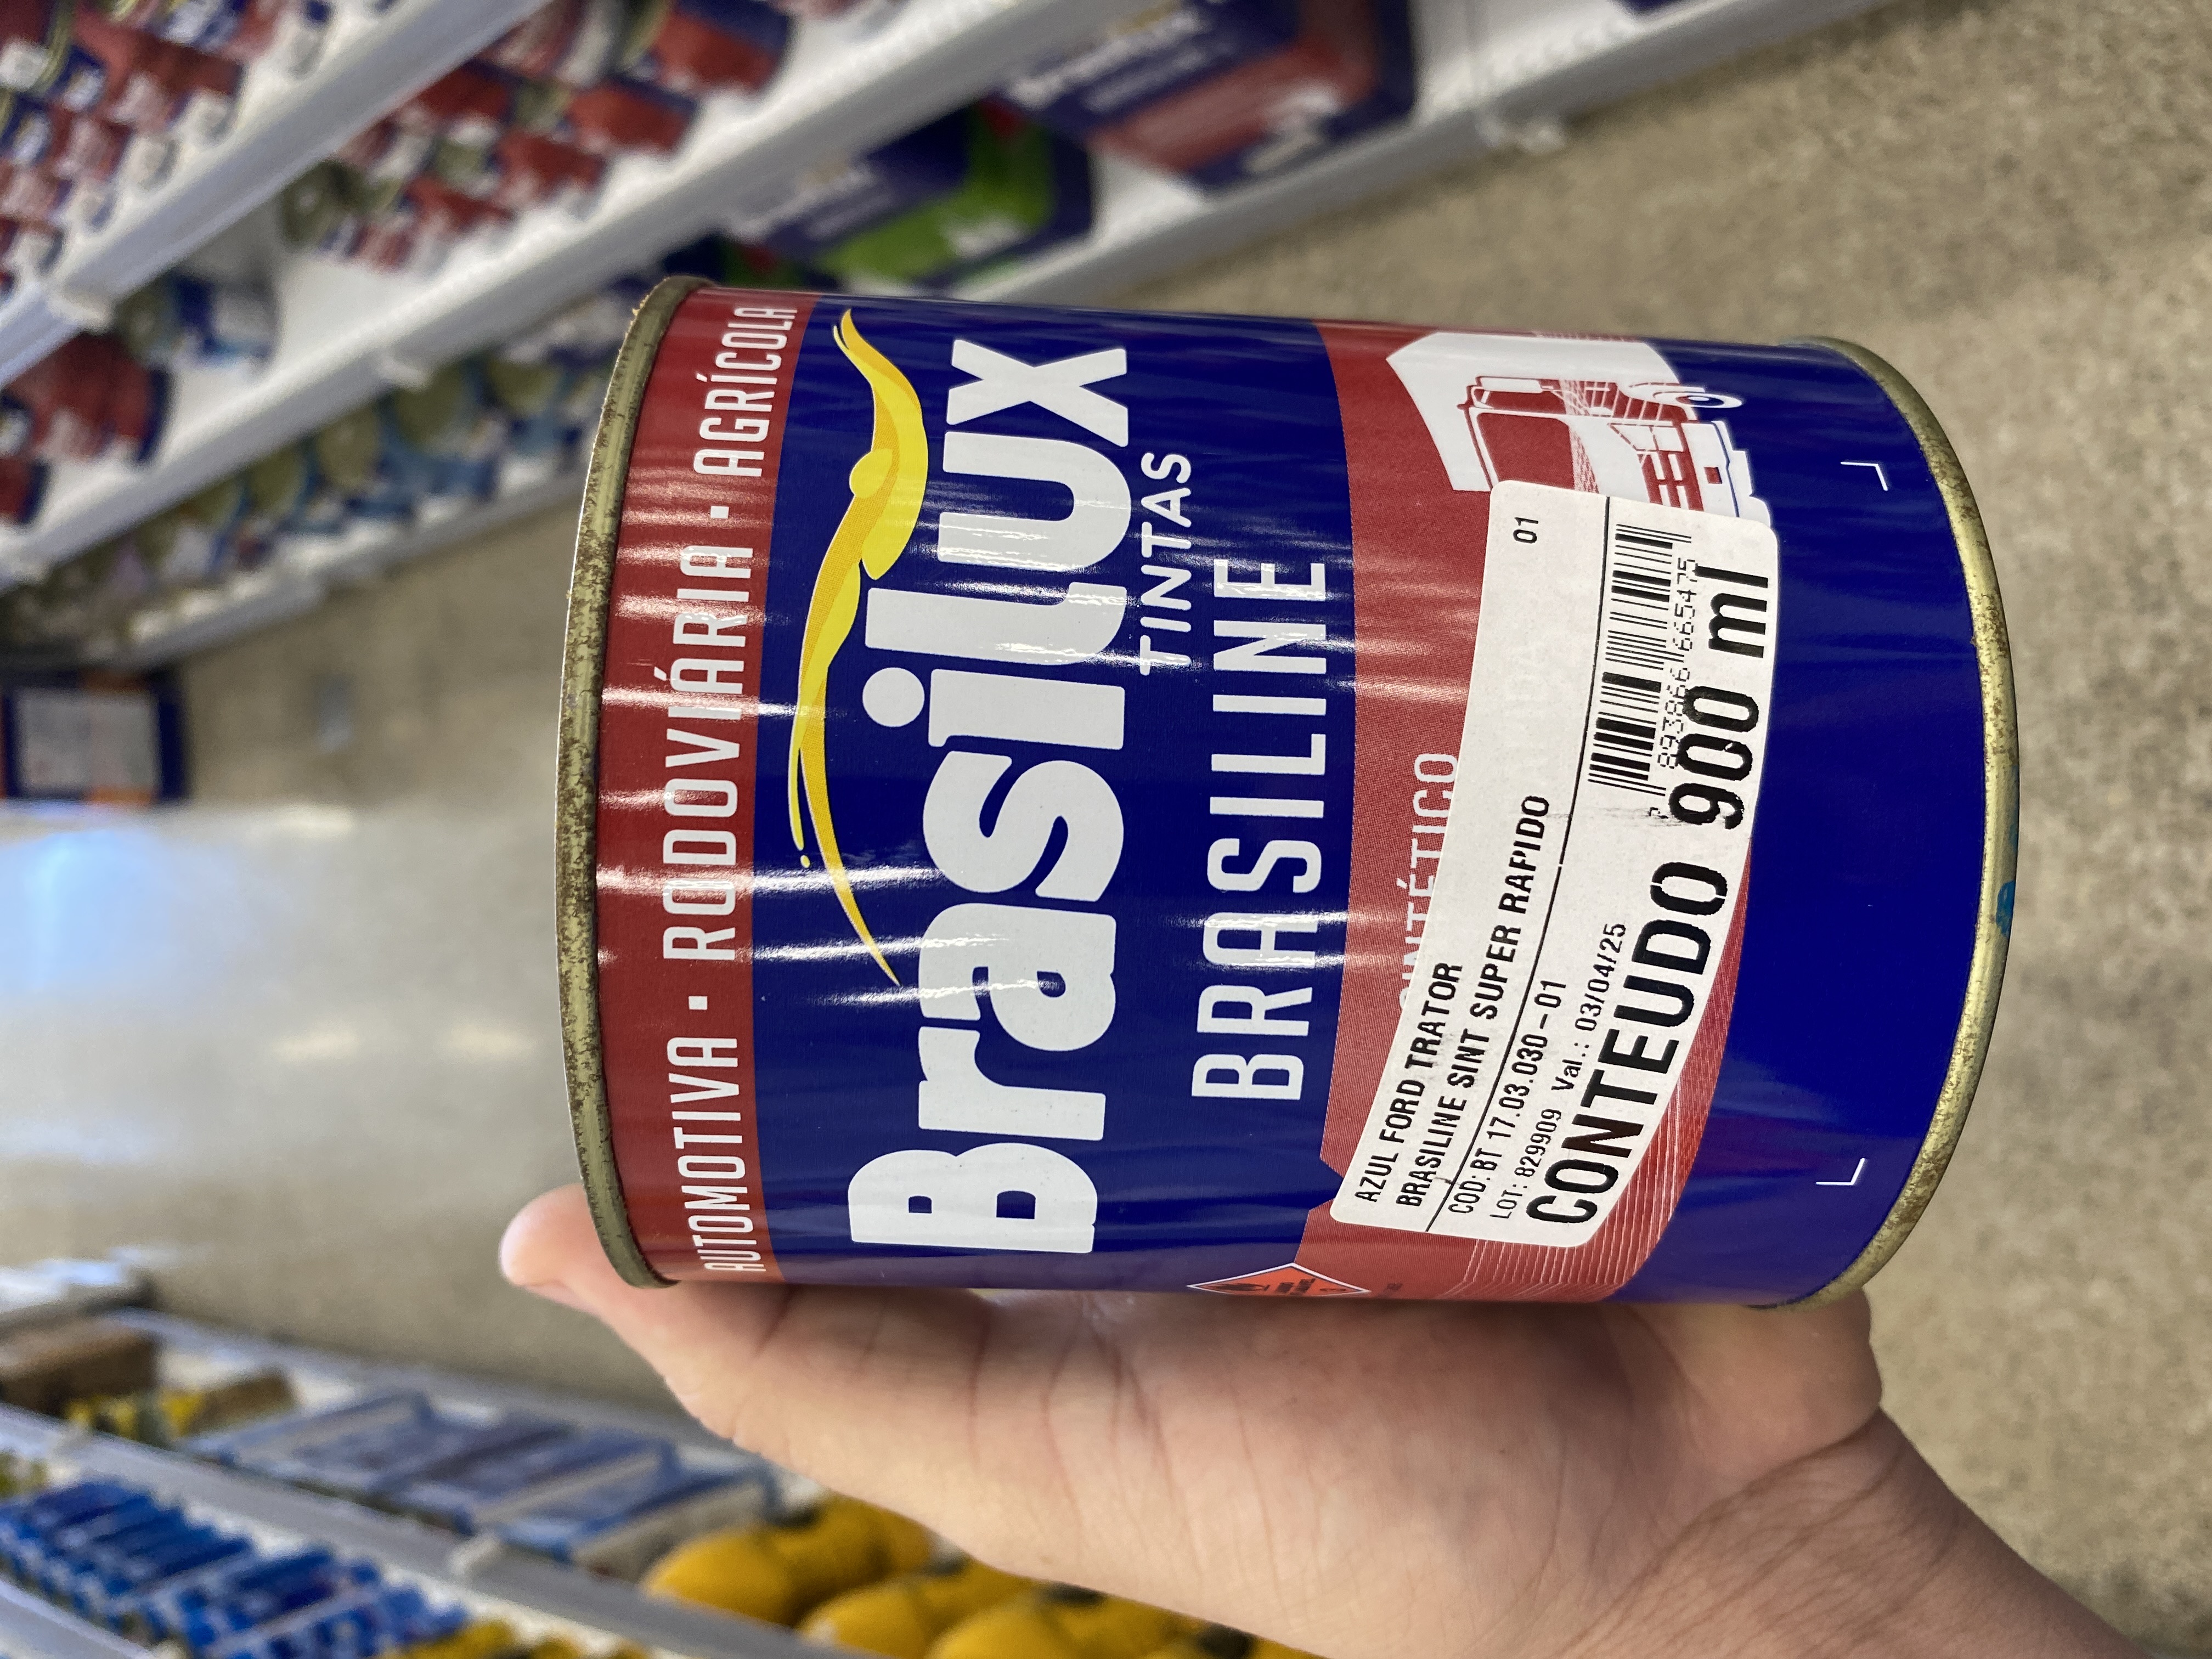 AUTOMOTIVA · RODOVIÁRIA · AGRÍCOLA
Brasilux
TINTAS
BRASILINE
SINTÉTICO
AZUL FORD TRATOR
BRASILINE SINT SUPER RAPIDO
01
COD: BT 17.03.030-01
LOT: 829909 Val.: 03/04/25
CONTEUDO 900 ml